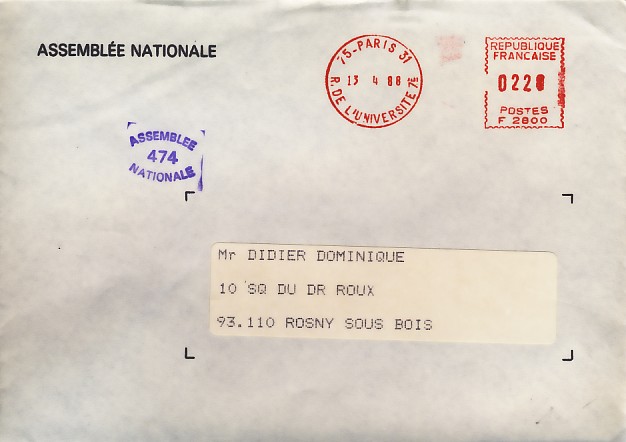 ASSEMBLÉE NATIONALE
75-PARIS 31
13 4 88
R. DE L'UNIVERSITE 7E
REPUBLIQUE
FRANCAISE
0220
POSTES
F 2800
ASSEMBLEE
474
NATIONALE
Mr DIDIER DOMINIQUE
10 SQ DU DR ROUX
93.110 ROSNY SOUS BOIS